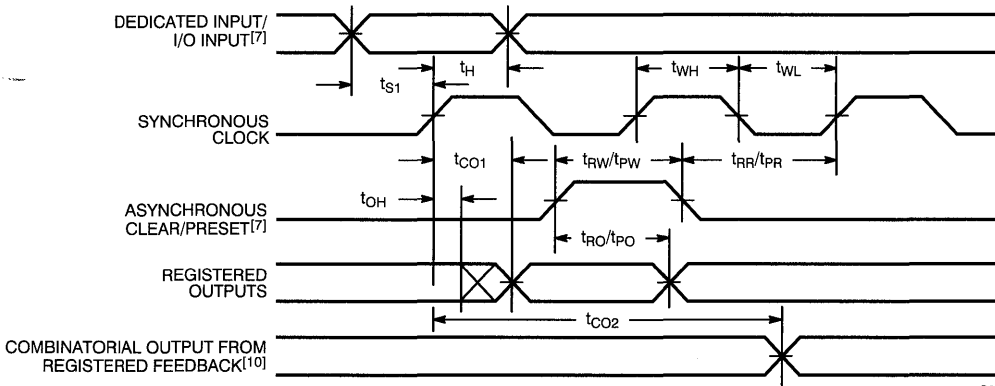 DEDICATED INPUT/
I/O INPUT[7]
tH
tWH
tWL
tS1
SYNCHRONOUS
CLOCK
tCO1
tRW/tPW
tRR/tPR
tOH
ASYNCHRONOUS
CLEAR/PRESET[7]
tRO/tPO
REGISTERED
OUTPUTS
tCO2
COMBINATORIAL OUTPUT FROM
REGISTERED FEEDBACK[10]